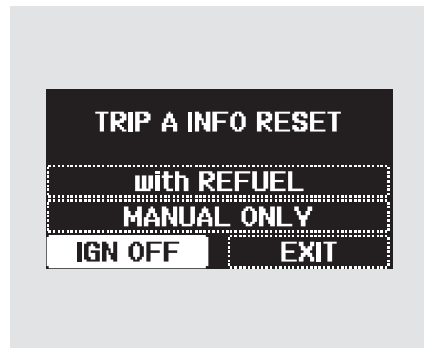 TRIP A INFO RESET
with REFUEL
MANUAL ONLY
IGN OFF EXIT